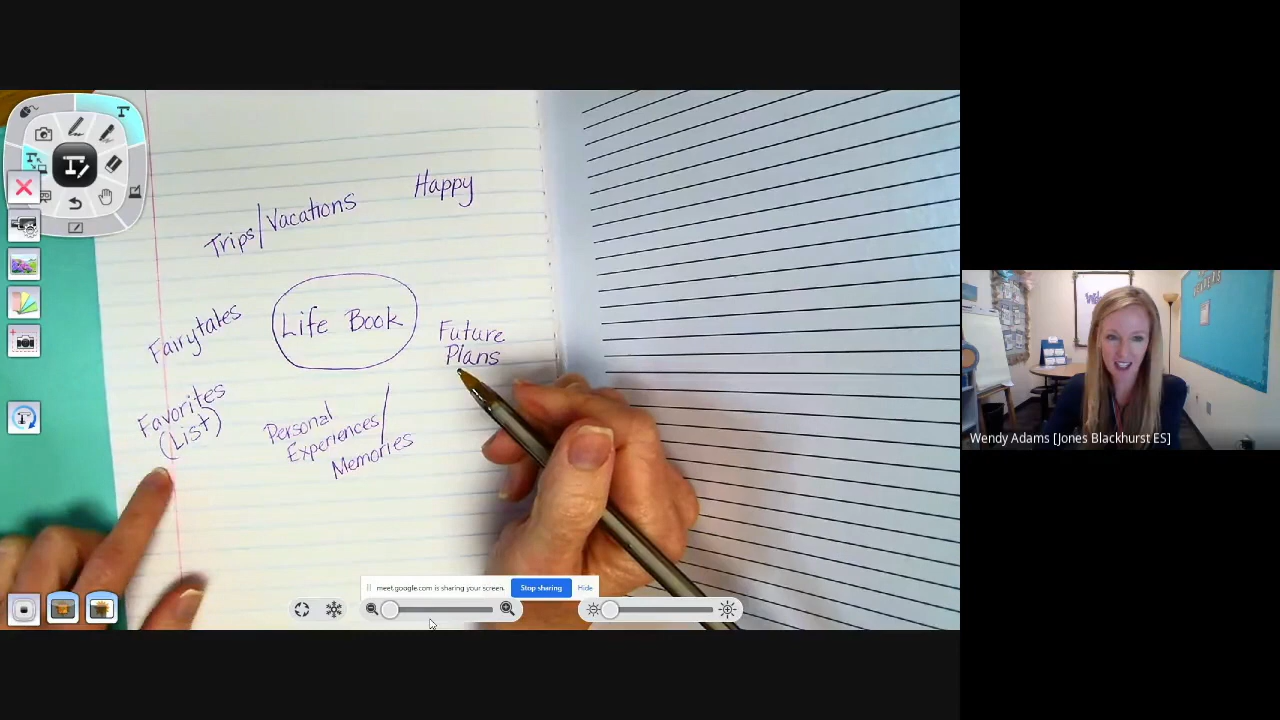 Happy
Trips/Vacations
Fairytales
Life Book
Future
Plans
Favorites
(List)
Personal
Experiences/
Memories
meet.google.com is sharing your screen.
Stop sharing
Hide
Wendy Adams [Jones Blackhurst ES]